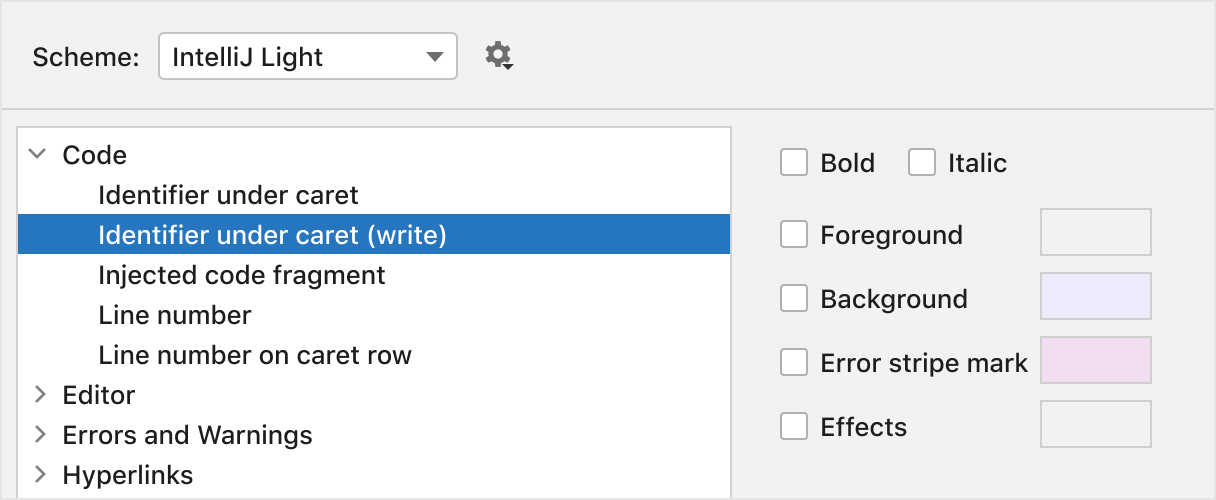 Scheme: IntelliJ Light
Code
Identifier under caret
Identifier under caret (write)
Injected code fragment
Line number
Line number on caret row
Editor
Errors and Warnings
Hyperlinks
Bold Italic
Foreground
Background
Error stripe mark
Effects